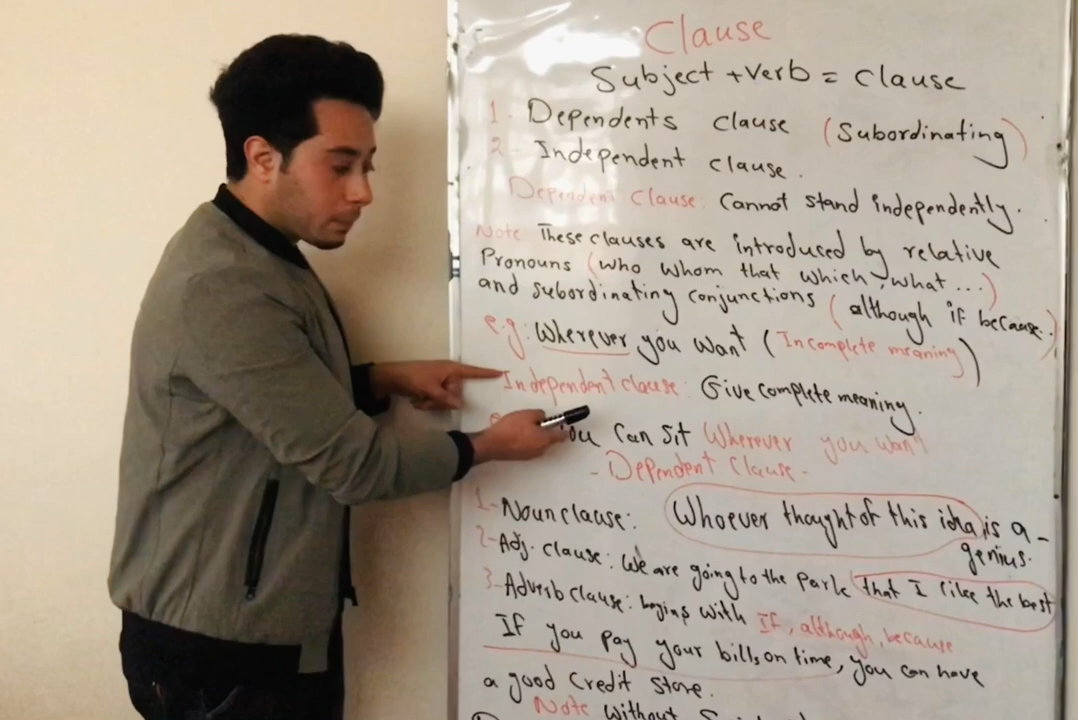 Clause
Subject + Verb = Clause
1. Dependents clause (Subordinating)
2- Independent clause.
Dependent Clause: Cannot stand independently.
Note These clauses are introduced by relative
Pronouns (who whom that which, what...)
and subordinating conjunctions (although if because..)
e.g: Wherever you want (Incomplete meaning)
Independent clause: Give complete meaning.
you can sit Wherever you want
- Dependent Clause -
1- Noun clause: Whoever thought of this idea is a -
genius.
2- Adj. clause: We are going to the Park that I like the best
3- Adverb clause: begins with If, although, because
If you pay your bills, on time, you can have
a good credit store.
Note Without